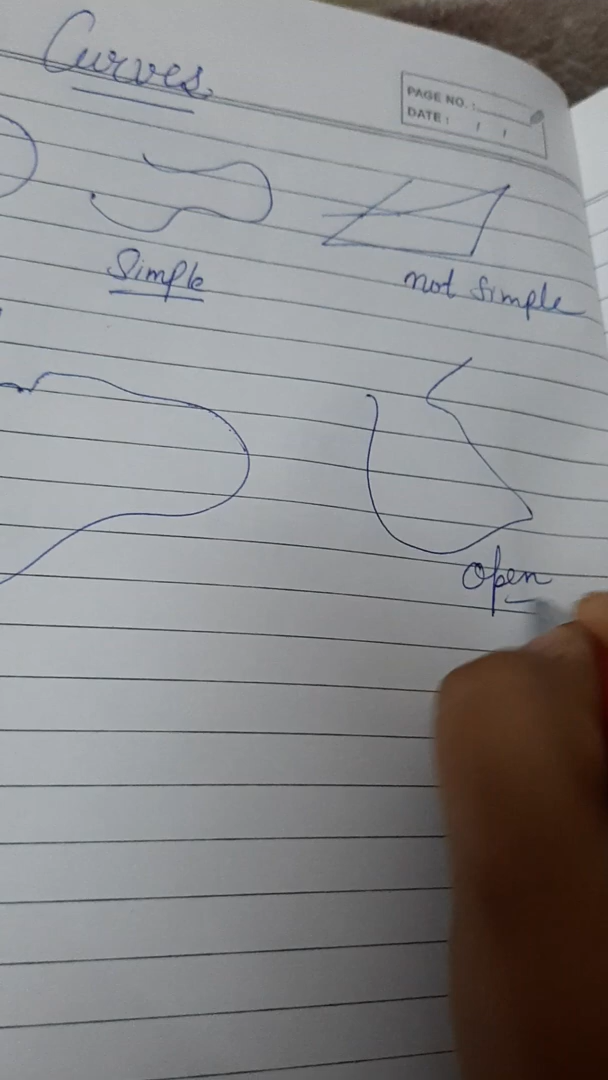 Curves
PAGE NO. :
DATE : / /
Simple
not simple
open